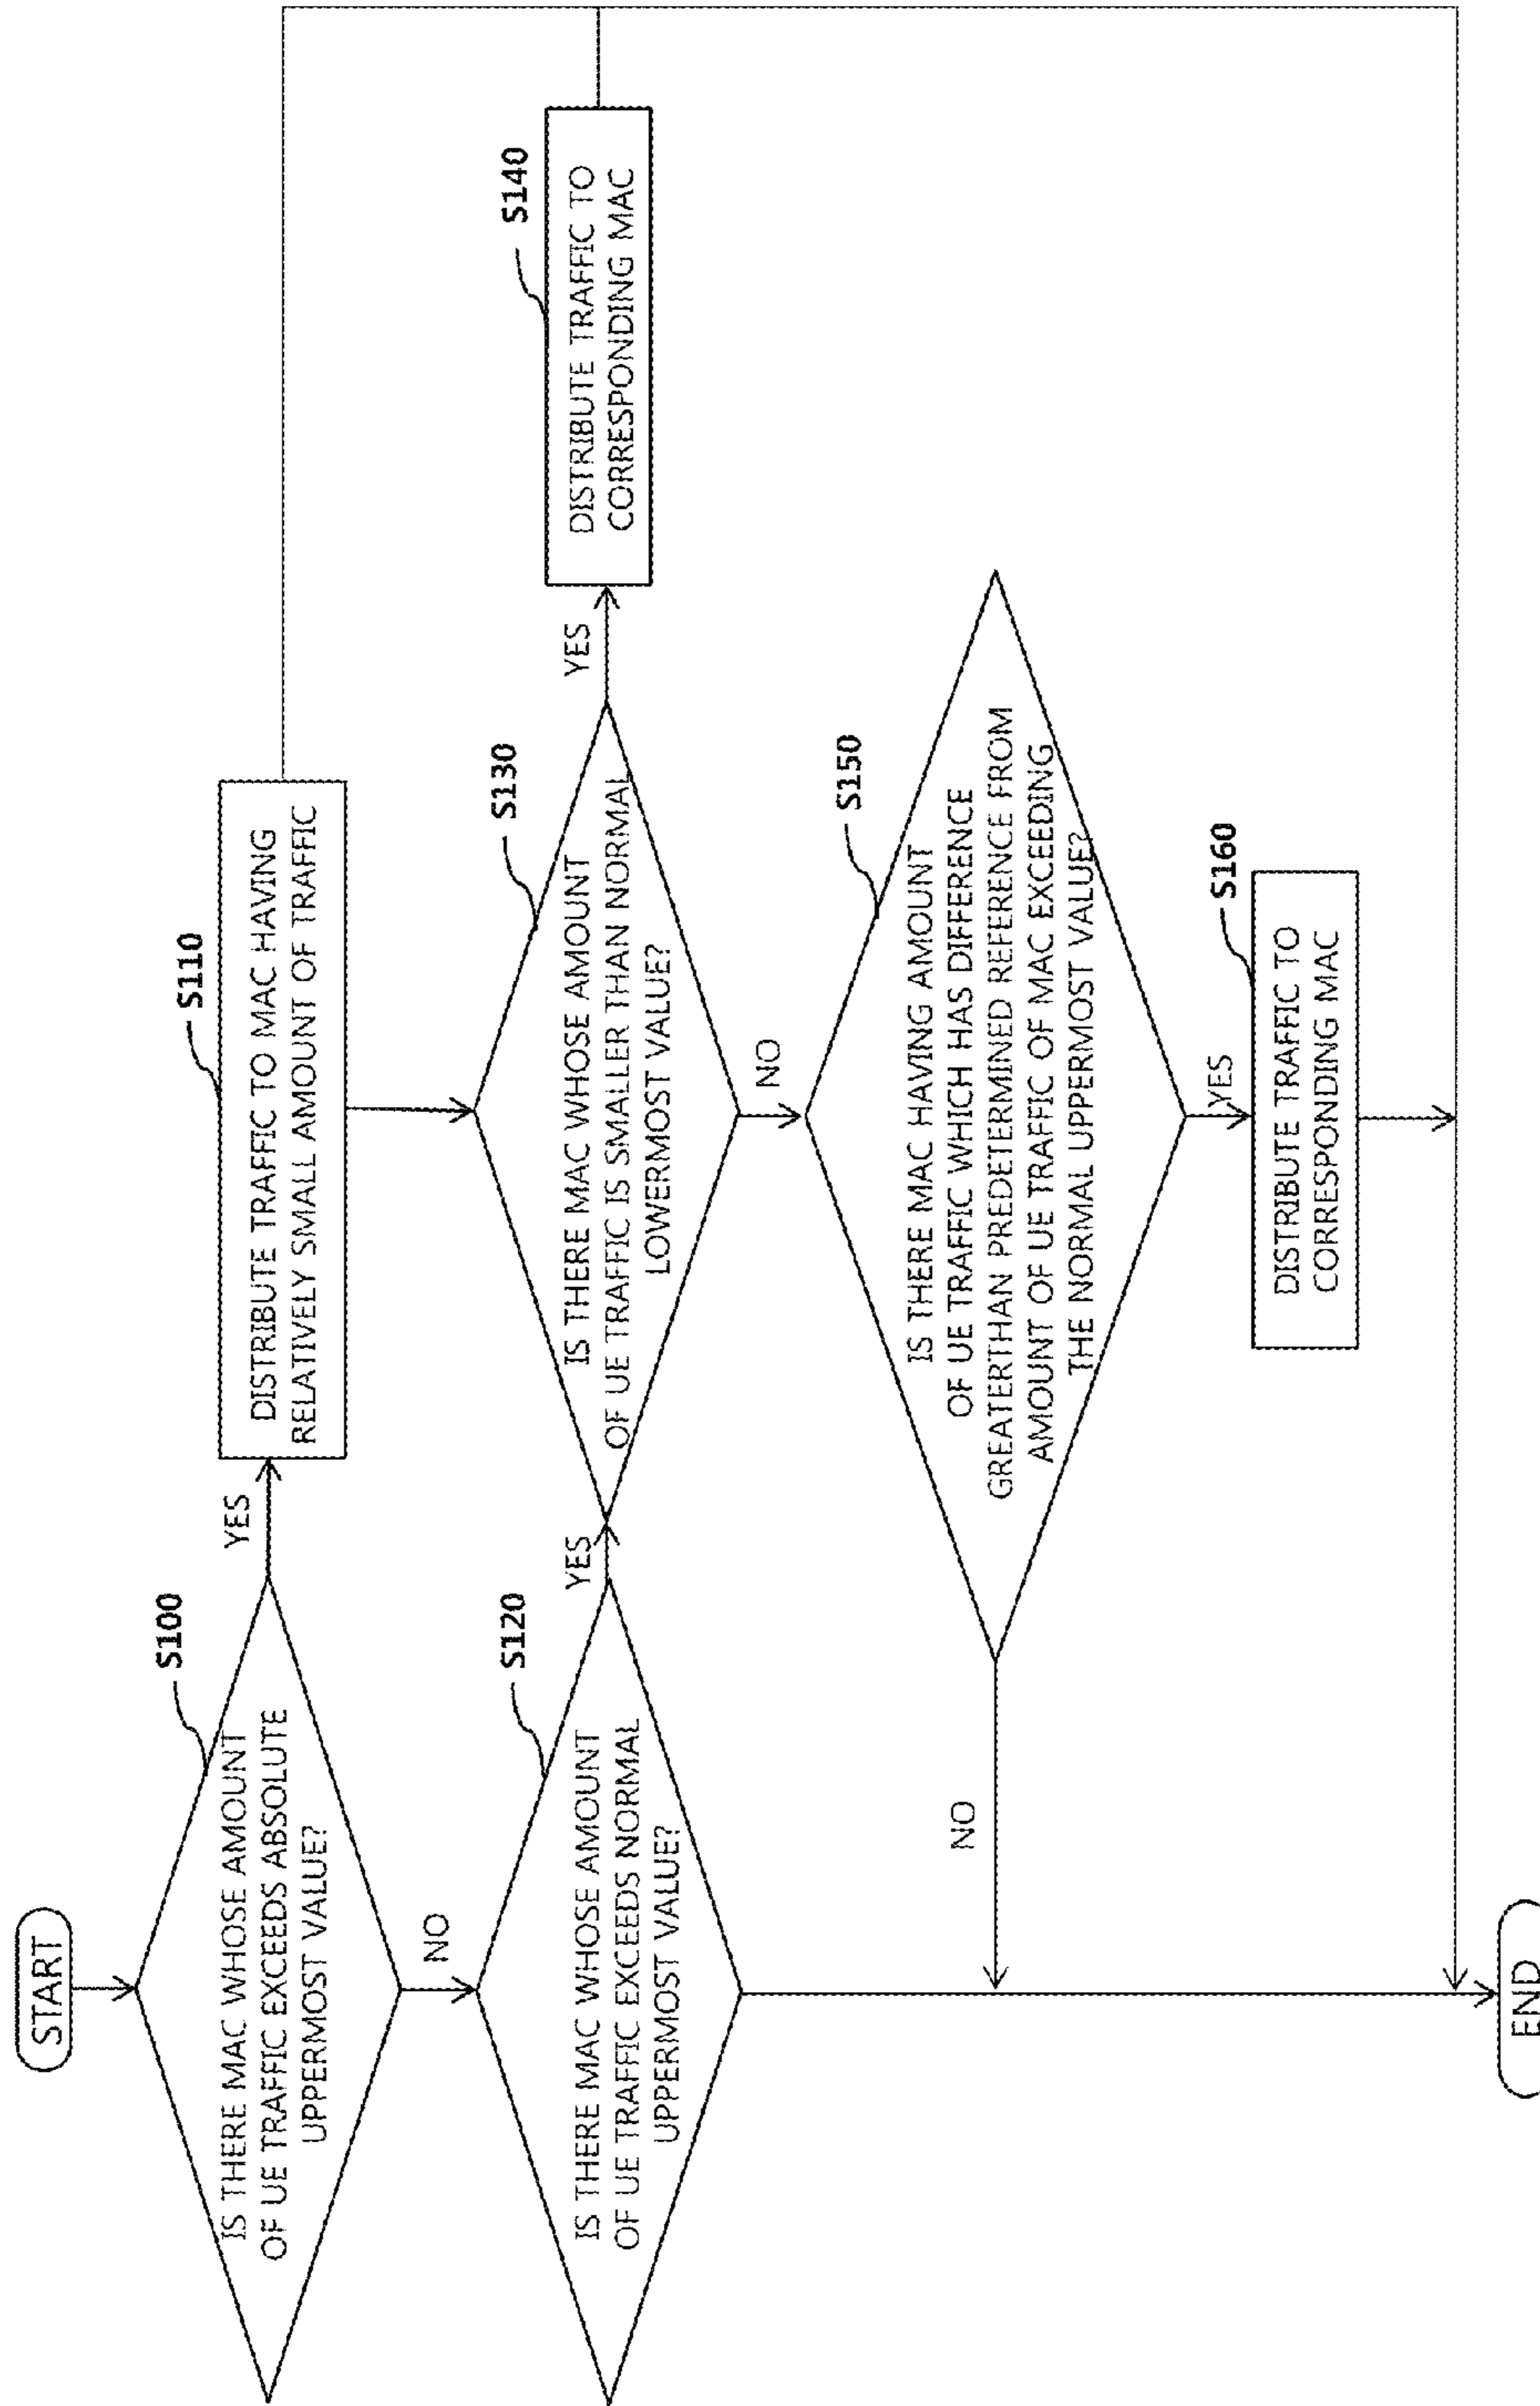 START
S100
IS THERE MAC WHOSE AMOUNT
OF UE TRAFFIC EXCEEDS ABSOLUTE
UPPERMOST VALUE?
YES
S110
DISTRIBUTE TRAFFIC TO MAC HAVING
RELATIVELY SMALL AMOUNT OF TRAFFIC
NO
S120
IS THERE MAC WHOSE AMOUNT
OF UE TRAFFIC EXCEEDS NORMAL
UPPERMOST VALUE?
YES
S130
IS THERE MAC WHOSE AMOUNT
OF UE TRAFFIC IS SMALLER THAN NORMAL
LOWERMOST VALUE?
YES
S140
DISTRIBUTE TRAFFIC TO
CORRESPONDING MAC
NO
S150
IS THERE MAC HAVING AMOUNT
OF UE TRAFFIC WHICH HAS DIFFERENCE
GREATERTHAN PREDETERMINED REFERENCE FROM
AMOUNT OF UE TRAFFIC OF MAC EXCEEDING
THE NORMAL UPPERMOST VALUE?
NO
YES
S160
DISTRIBUTE TRAFFIC TO
CORRESPONDING MAC
END